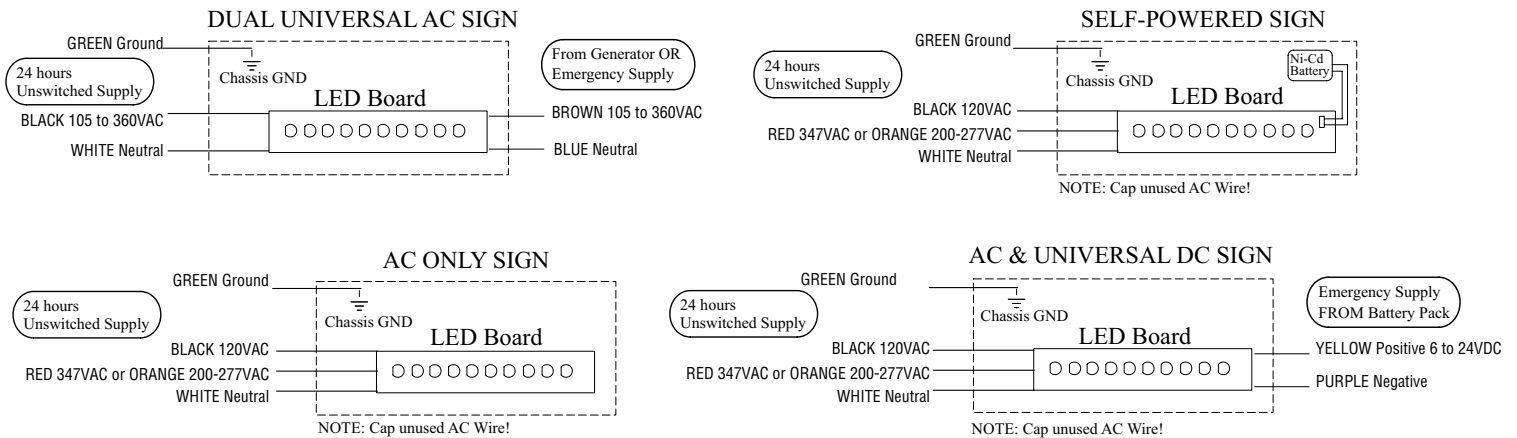 DUAL UNIVERSAL AC SIGN
GREEN Ground
24 hours
Unswitched Supply
Chassis GND
From Generator OR
Emergency Supply
LED Board
BLACK 105 to 360VAC
BROWN 105 to 360VAC
WHITE Neutral
BLUE Neutral
SELF-POWERED SIGN
GREEN Ground
24 hours
Unswitched Supply
Chassis GND
Ni-Cd
Battery
LED Board
BLACK 120VAC
RED 347VAC or ORANGE 200-277VAC
WHITE Neutral
NOTE: Cap unused AC Wire!
AC ONLY SIGN
GREEN Ground
24 hours
Unswitched Supply
Chassis GND
LED Board
BLACK 120VAC
RED 347VAC or ORANGE 200-277VAC
WHITE Neutral
NOTE: Cap unused AC Wire!
AC & UNIVERSAL DC SIGN
GREEN Ground
24 hours
Unswitched Supply
Chassis GND
Emergency Supply
FROM Battery Pack
LED Board
BLACK 120VAC
YELLOW Positive 6 to 24VDC
RED 347VAC or ORANGE 200-277VAC
PURPLE Negative
WHITE Neutral
NOTE: Cap unused AC Wire!